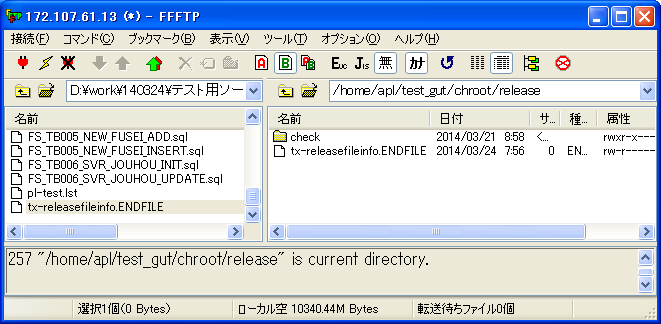 172.107.61.13 (*) - FFFTP
接続(F) コマンド(C) ブックマーク(B) 表示(V) ツール(T) オプション(O) ヘルプ(H)
A B B EUC JIS 無 カナ
D:¥work¥140324¥テスト用ソー
/home/apl/test_gut/chroot/release
名前
FS_TB005_NEW_FUSEI_ADD.sql
FS_TB005_NEW_FUSEI_INSERT.sql
FS_TB006_SVR_JOUHOU_INIT.sql
FS_TB006_SVR_JOUHOU_UPDATE.sql
pl-test.lst
tx-releasefileinfo.ENDFILE
名前 日付 サ... 種... 属性
check 2014/03/21 8:58 <... rwxr-x---
tx-releasefileinfo.ENDFILE 2014/03/24 7:56 0 EN... rw-r-----
257 "/home/apl/test_gut/chroot/release" is current directory.
選択1個(0 Bytes) ローカル空 10340.44M Bytes 転送待ちファイル0個